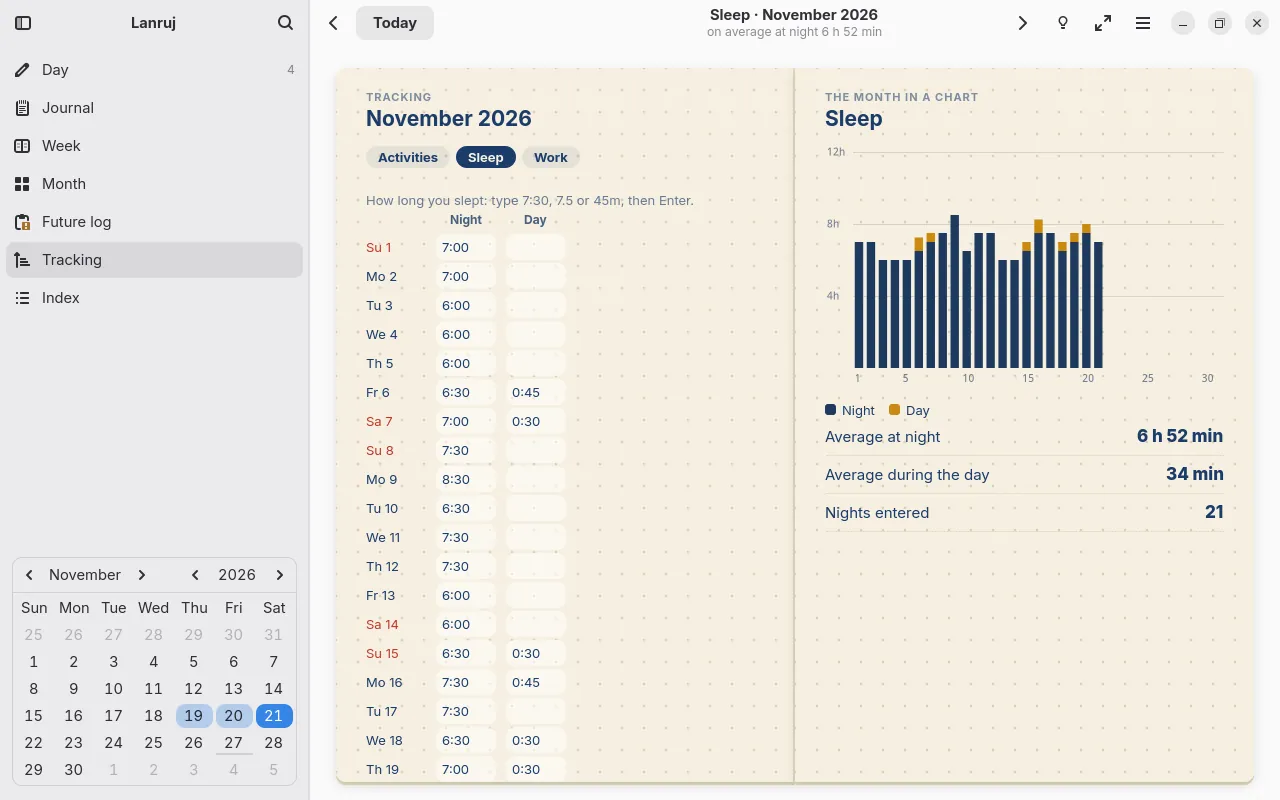 Lanruj
Day 4
Journal
Week
Month
Future log
Tracking
Index
November 2026
Sun Mon Tue Wed Thu Fri Sat
25 26 27 28 29 30 31
1 2 3 4 5 6 7
8 9 10 11 12 13 14
15 16 17 18 19 20 21
22 23 24 25 26 27 28
29 30 1 2 3 4 5
Today
Sleep · November 2026
on average at night 6 h 52 min
TRACKING
November 2026
Activities Sleep Work
How long you slept: type 7:30, 7.5 or 45m; then Enter.
Night Day
Su 1 7:00
Mo 2 7:00
Tu 3 6:00
We 4 6:00
Th 5 6:00
Fr 6 6:30 0:45
Sa 7 7:00 0:30
Su 8 7:30
Mo 9 8:30
Tu 10 6:30
We 11 7:30
Th 12 7:30
Fr 13 6:00
Sa 14 6:00
Su 15 6:30 0:30
Mo 16 7:30 0:45
Tu 17 7:30
We 18 6:30 0:30
Th 19 7:00 0:30
THE MONTH IN A CHART
Sleep
12h
8h
4h
1 5 10 15 20 25 30
Night Day
Average at night 6 h 52 min
Average during the day 34 min
Nights entered 21